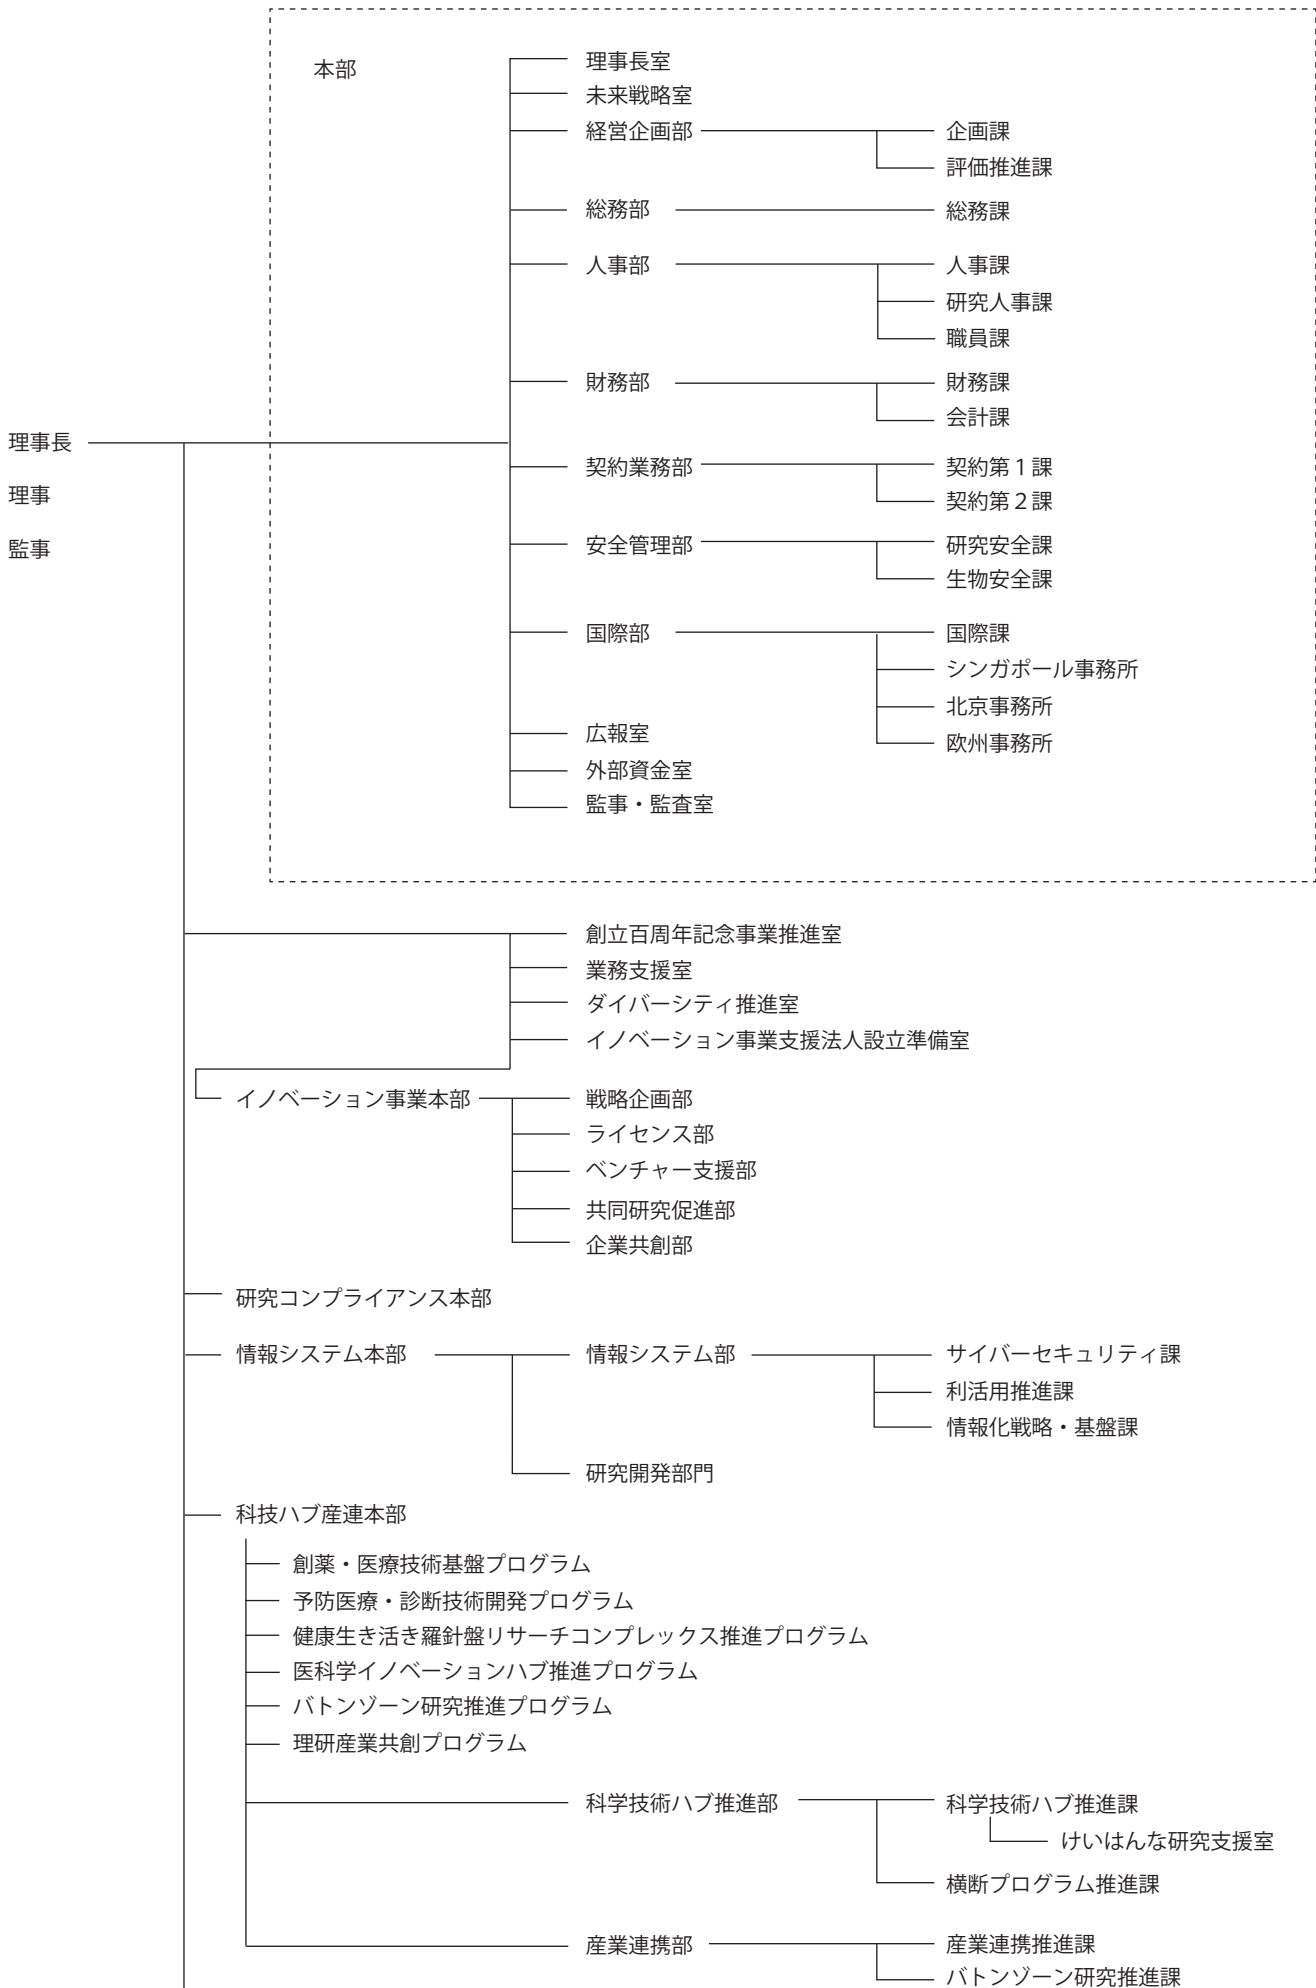 本部
理事長室
未来戦略室
経営企画部
企画課
評価推進課
総務部
総務課
人事部
人事課
研究人事課
職員課
財務部
財務課
会計課
理事長
理事
監事
契約業務部
契約第１課
契約第２課
安全管理部
研究安全課
生物安全課
国際部
国際課
シンガポール事務所
北京事務所
欧州事務所
広報室
外部資金室
監事・監査室
創立百周年記念事業推進室
業務支援室
ダイバーシティ推進室
イノベーション事業支援法人設立準備室
イノベーション事業本部
戦略企画部
ライセンス部
ベンチャー支援部
共同研究促進部
企業共創部
研究コンプライアンス本部
情報システム本部
情報システム部
サイバーセキュリティ課
利活用推進課
情報化戦略・基盤課
研究開発部門
科技ハブ産連本部
創薬・医療技術基盤プログラム
予防医療・診断技術開発プログラム
健康生き活き羅針盤リサーチコンプレックス推進プログラム
医科学イノベーションハブ推進プログラム
バトンゾーン研究推進プログラム
理研産業共創プログラム
科学技術ハブ推進部
科学技術ハブ推進課
けいはんな研究支援室
横断プログラム推進課
産業連携部
産業連携推進課
バトンゾーン研究推進課